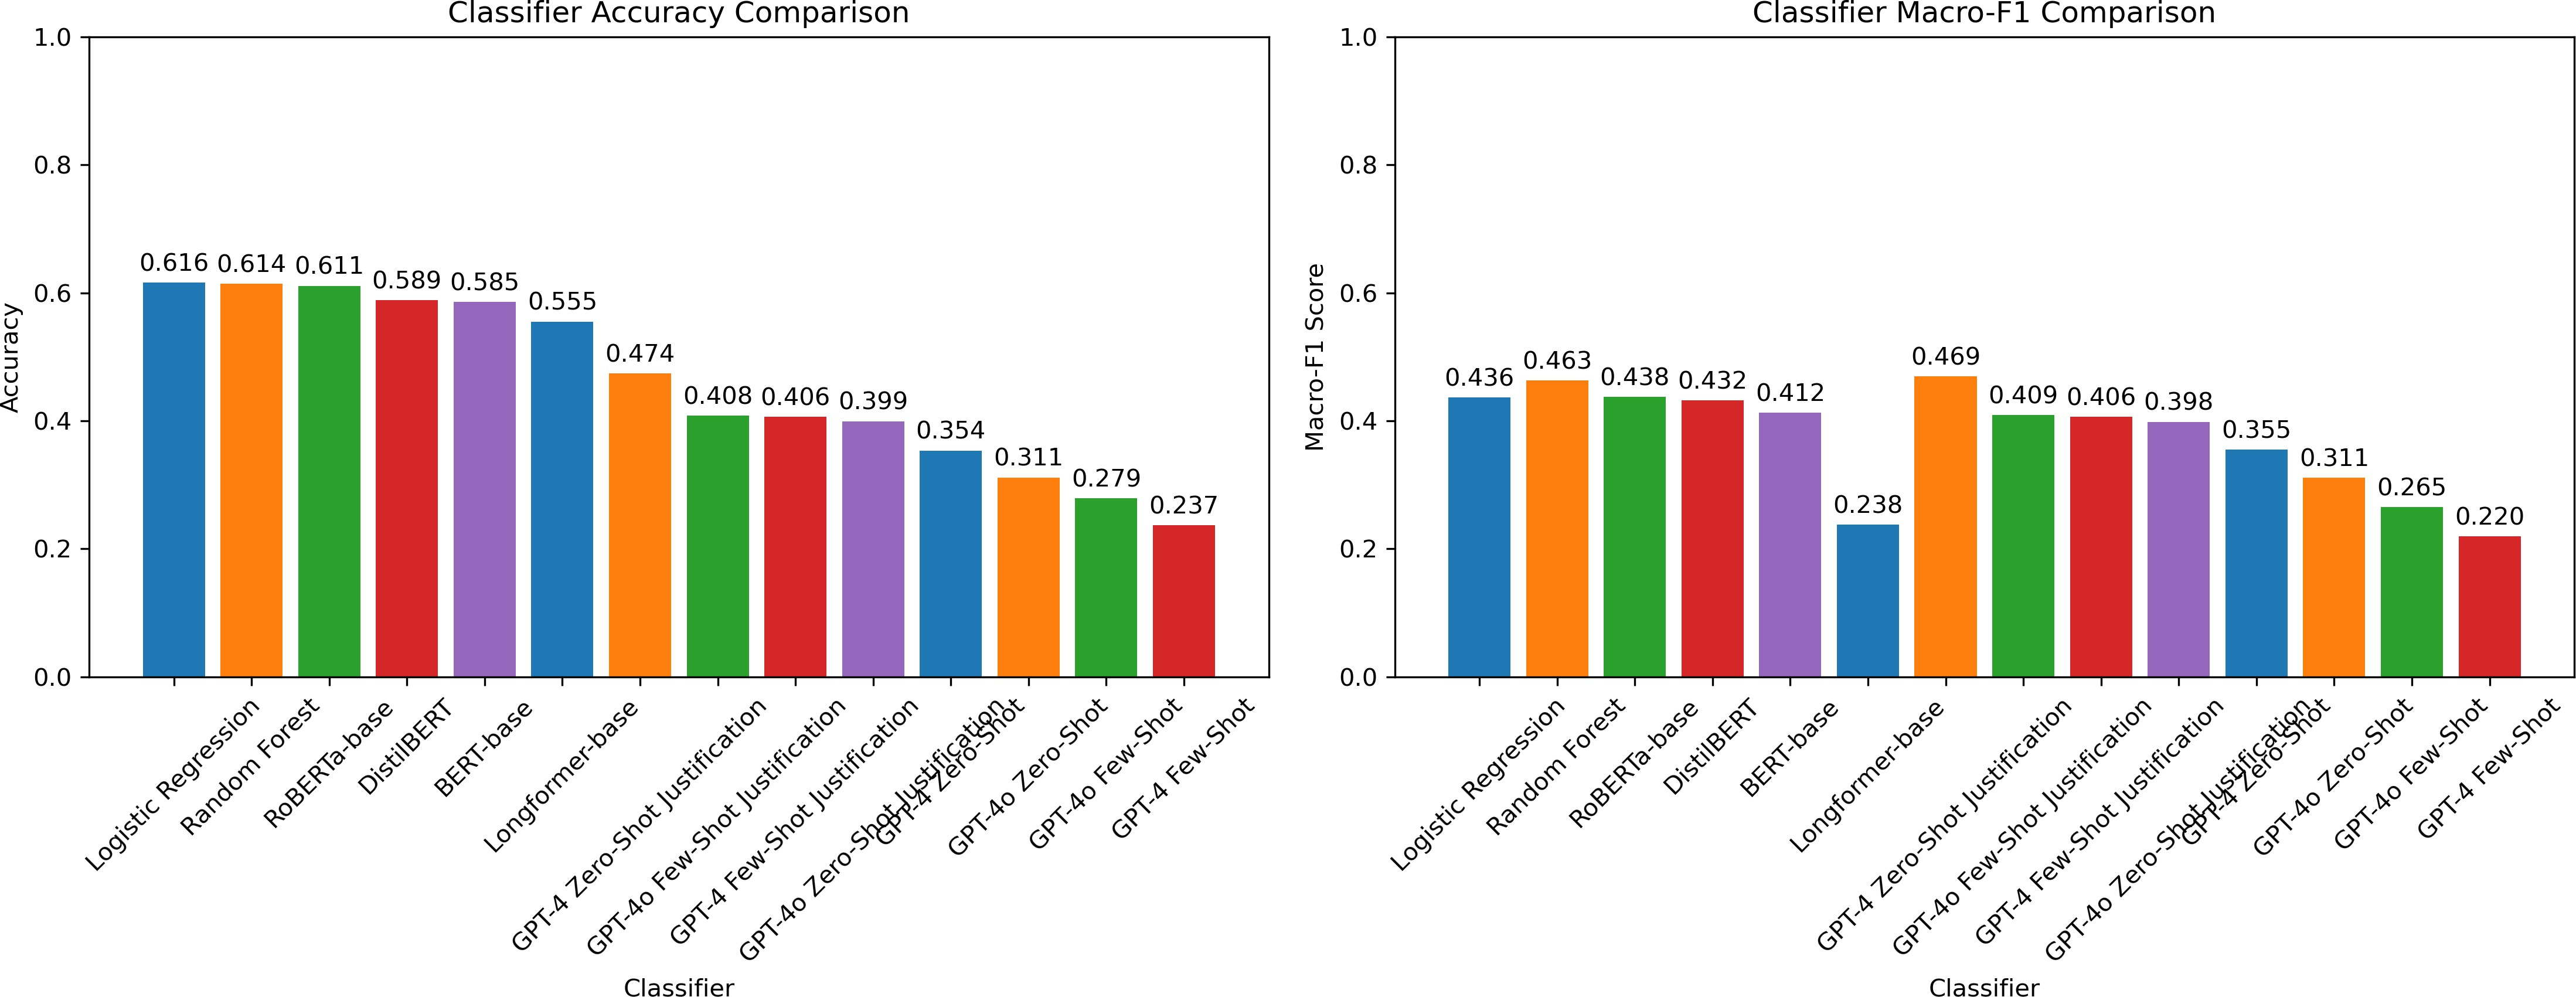 Classifier Accuracy Comparison
1.0
0.8
0.6
0.4
0.2
0.0
Accuracy
0.616
0.614
0.611
0.589
0.585
0.555
0.474
0.408
0.406
0.399
0.354
0.311
0.279
0.237
Logistic Regression
Random Forest
RoBERTa-base
DistilBERT
BERT-base
Longformer-base
GPT-4 Zero-Shot Justification
GPT-4o Few-Shot Justification
GPT-4 Few-Shot Justification
GPT-4o Zero-Shot Justification
GPT-4 Zero-Shot
GPT-4o Zero-Shot
GPT-4o Few-Shot
GPT-4 Few-Shot
Classifier
Classifier Macro-F1 Comparison
1.0
0.8
0.6
0.4
0.2
0.0
Macro-F1 Score
0.436
0.463
0.438
0.432
0.412
0.238
0.469
0.409
0.406
0.398
0.355
0.311
0.265
0.220
Logistic Regression
Random Forest
RoBERTa-base
DistilBERT
BERT-base
Longformer-base
GPT-4 Zero-Shot Justification
GPT-4o Few-Shot Justification
GPT-4 Few-Shot Justification
GPT-4o Zero-Shot Justification
GPT-4 Zero-Shot
GPT-4o Zero-Shot
GPT-4o Few-Shot
GPT-4 Few-Shot
Classifier